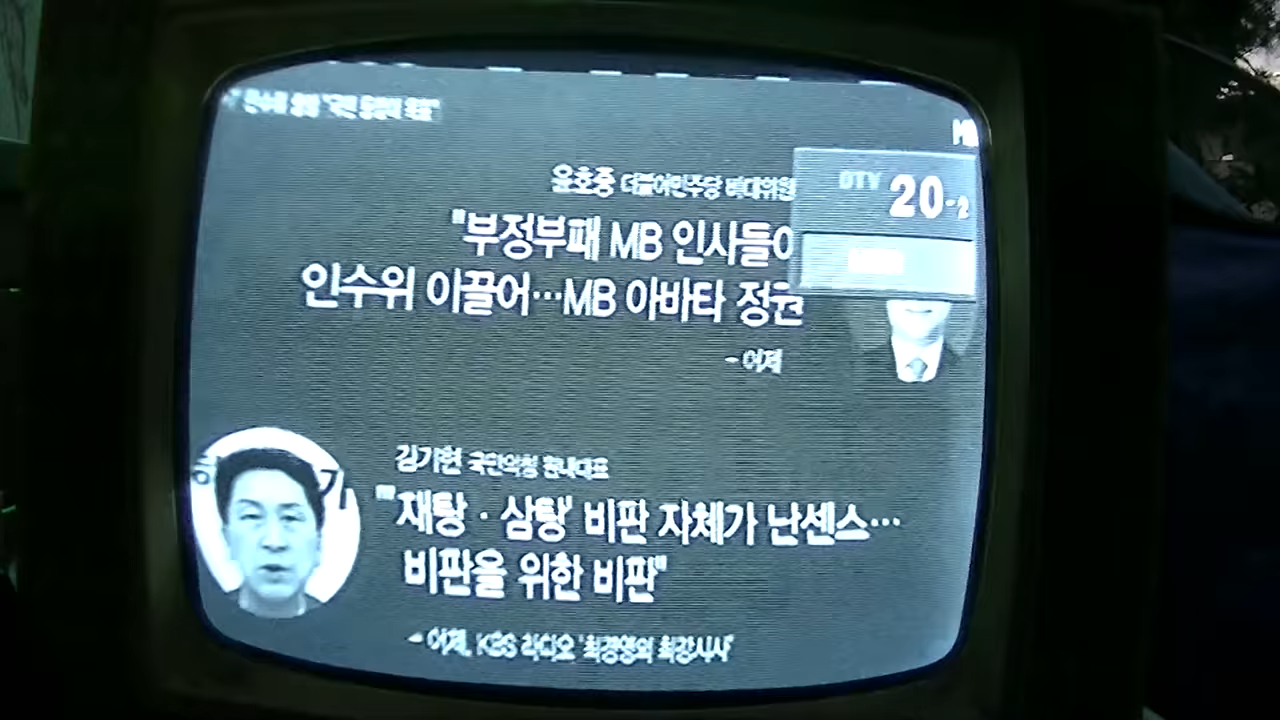 M
DTV 20-2
윤호중 더불어민주당 비대위원
"부정부패 MB 인사들이
인수위 이끌어…MB 아바타 정권
- 어제
김기현 국민의힘 원내대표
"'재탕·삼탕' 비판 자체가 난센스…
비판을 위한 비판"
- 어제, KBS 라디오 '최경영의 최강시사'